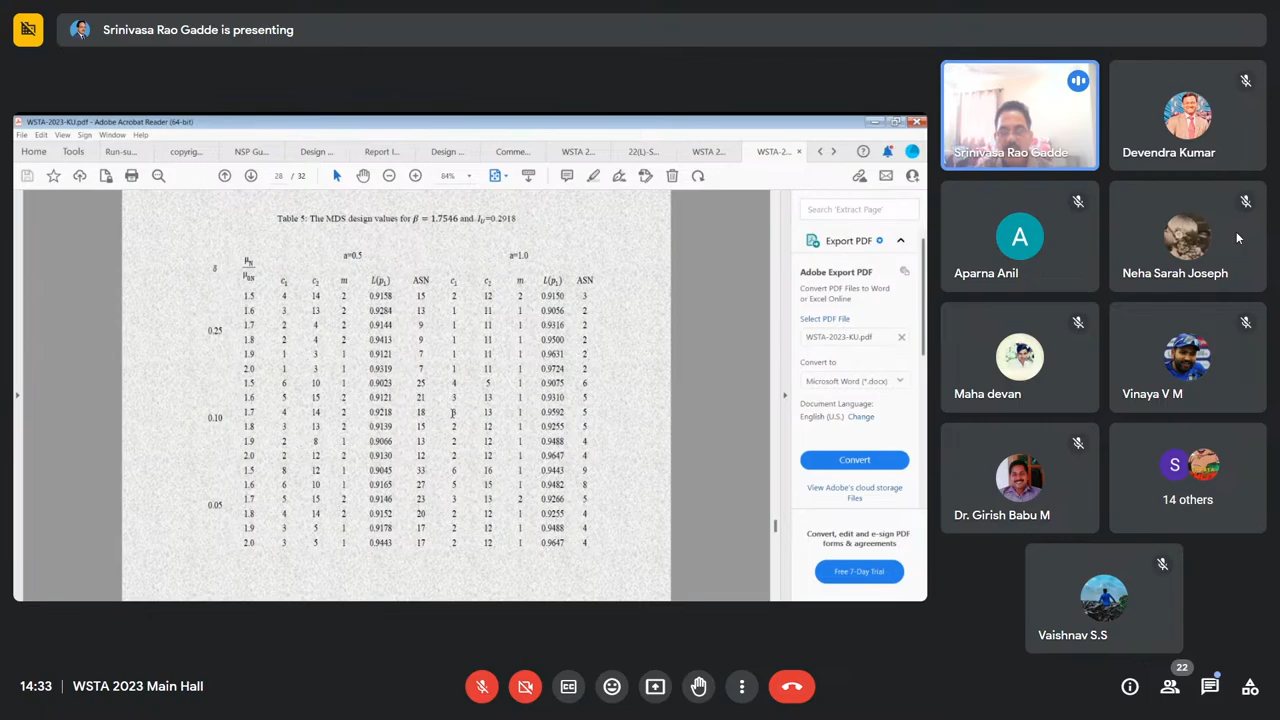 Srinivasa Rao Gadde is presenting
WSTA-2023-KU.pdf - Adobe Acrobat Reader (64-bit)
File Edit View Sign Window Help
Home Tools Run-su... copyrig... NSP Gu... Design ... Report I... Design ... Comme... WSTA 2... 22(L)-S... WSTA 2... WSTA-2... ×
28 / 32 84%
Table 5: The MDS design values for β = 1.7546 and I_U=0.2918
a=0.5 a=1.0
δ μ_N/μ_0N c₁ c₂ m L(p₁) ASN c₁ c₂ m L(p₁) ASN
1.5 4 14 2 0.9158 15 2 12 2 0.9150 3
1.6 3 13 2 0.9284 13 1 11 1 0.9056 2
1.7 2 4 2 0.9144 9 1 11 1 0.9316 2
0.25
1.8 2 4 2 0.9413 9 1 11 1 0.9500 2
1.9 1 3 1 0.9121 7 1 11 1 0.9631 2
2.0 1 3 1 0.9319 7 1 11 1 0.9724 2
1.5 6 10 1 0.9023 25 4 5 1 0.9075 6
1.6 5 15 2 0.9121 21 3 13 1 0.9310 5
1.7 4 14 2 0.9218 18 13 1 0.9592 5
0.10
1.8 3 13 2 0.9139 15 2 12 1 0.9255 5
1.9 2 8 1 0.9066 13 2 12 1 0.9488 4
2.0 2 12 2 0.9130 12 2 12 1 0.9647 4
1.5 8 12 1 0.9045 33 6 16 1 0.9443 9
1.6 6 10 1 0.9165 27 5 15 1 0.9482 8
1.7 5 15 2 0.9146 23 3 13 2 0.9266 5
0.05
1.8 4 14 2 0.9152 20 2 12 1 0.9255 4
1.9 3 5 1 0.9178 17 2 12 1 0.9488 4
2.0 3 5 1 0.9443 17 2 12 1 0.9647 4
Search 'Extract Page'
Export PDF
Adobe Export PDF
Convert PDF Files to Word
or Excel Online
Select PDF File
WSTA-2023-KU.pdf
Convert to
Microsoft Word (*.docx)
Document Language:
English (U.S.) Change
Convert
View Adobe's cloud storage
Files
Convert, edit and e-sign PDF
forms & agreements
Free 7-Day Trial
Srinivasa Rao Gadde
Devendra Kumar
A
Aparna Anil
Neha Sarah Joseph
Maha devan
Vinaya V M
Dr. Girish Babu M
S
14 others
Vaishnav S.S
14:33 | WSTA 2023 Main Hall
22